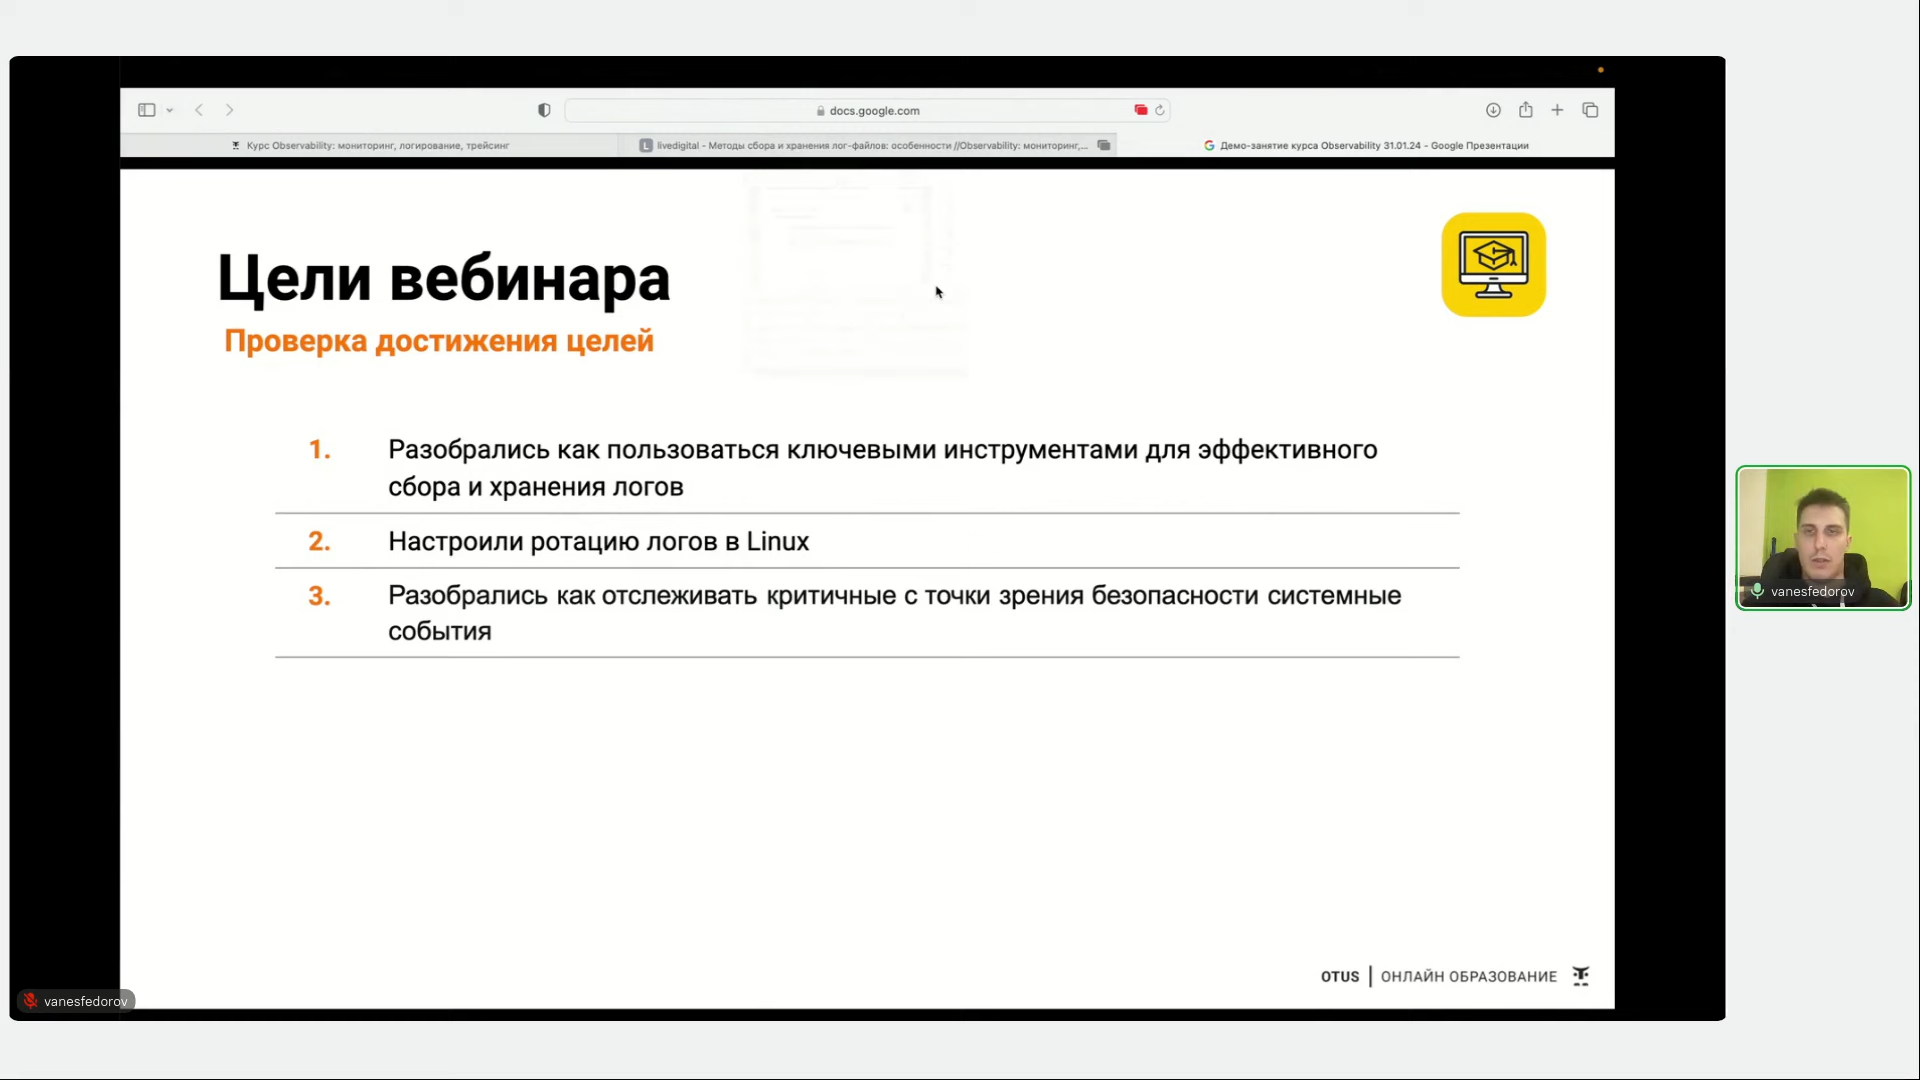 docs.google.com
Курс Observability: мониторинг, логирование, трейсинг
L livedigital - Методы сбора и хранения лог-файлов: особенности //Observability: мониторинг,...
Демо-занятие курса Observability 31.01.24 - Google Презентации
Цели вебинара
Проверка достижения целей
1. Разобрались как пользоваться ключевыми инструментами для эффективного
сбора и хранения логов
2. Настроили ротацию логов в Linux
3. Разобрались как отслеживать критичные с точки зрения безопасности системные
события
vanesfedorov
OTUS | ОНЛАЙН ОБРАЗОВАНИЕ
vanesfedorov